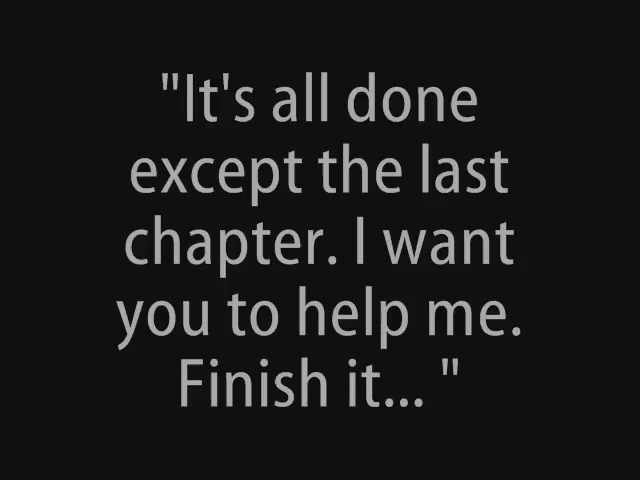 "It's all done
except the last
chapter. I want
you to help me.
Finish it... "